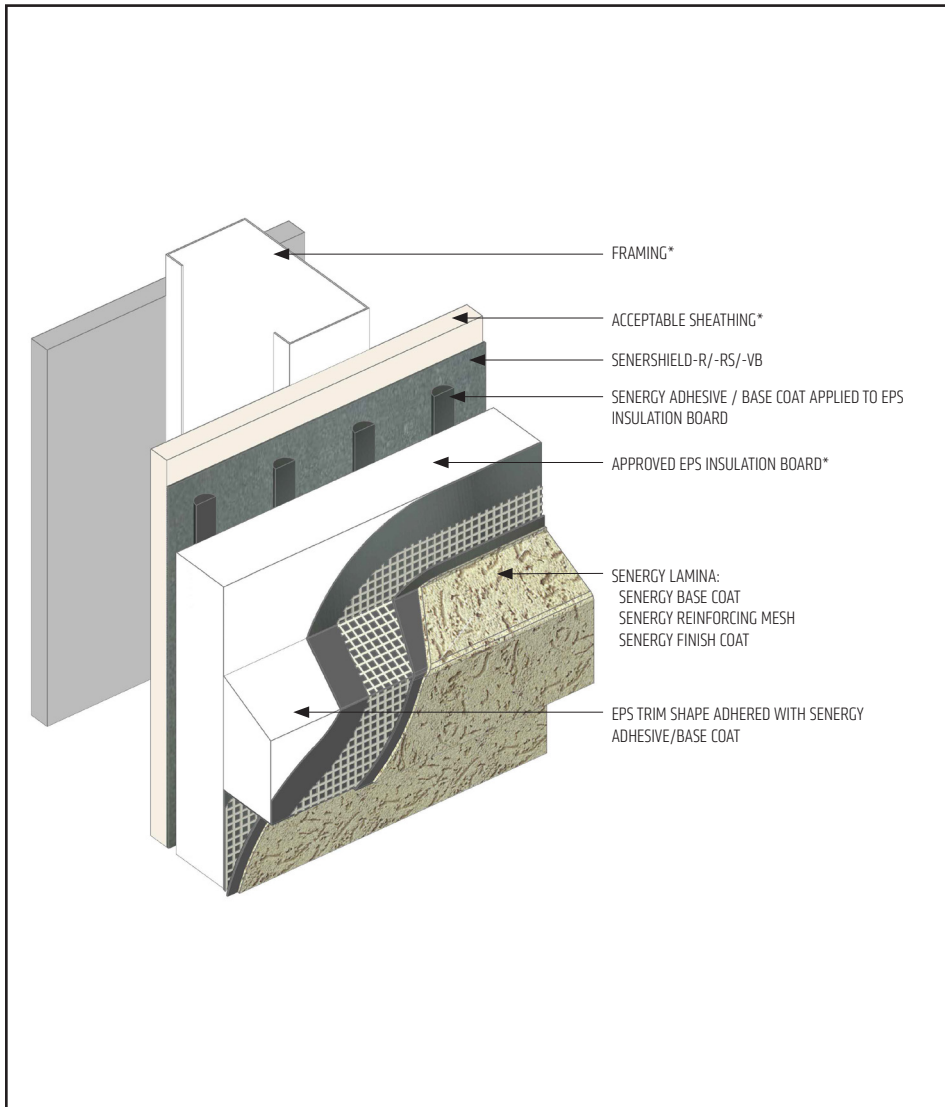 FRAMING*
ACCEPTABLE SHEATHING*
SENERSHIELD-R/-RS/-VB
SENERGY ADHESIVE / BASE COAT APPLIED TO EPS
INSULATION BOARD
APPROVED EPS INSULATION BOARD*
SENERGY LAMINA:
SENERGY BASE COAT
SENERGY REINFORCING MESH
SENERGY FINISH COAT
EPS TRIM SHAPE ADHERED WITH SENERGY
ADHESIVE/BASE COAT